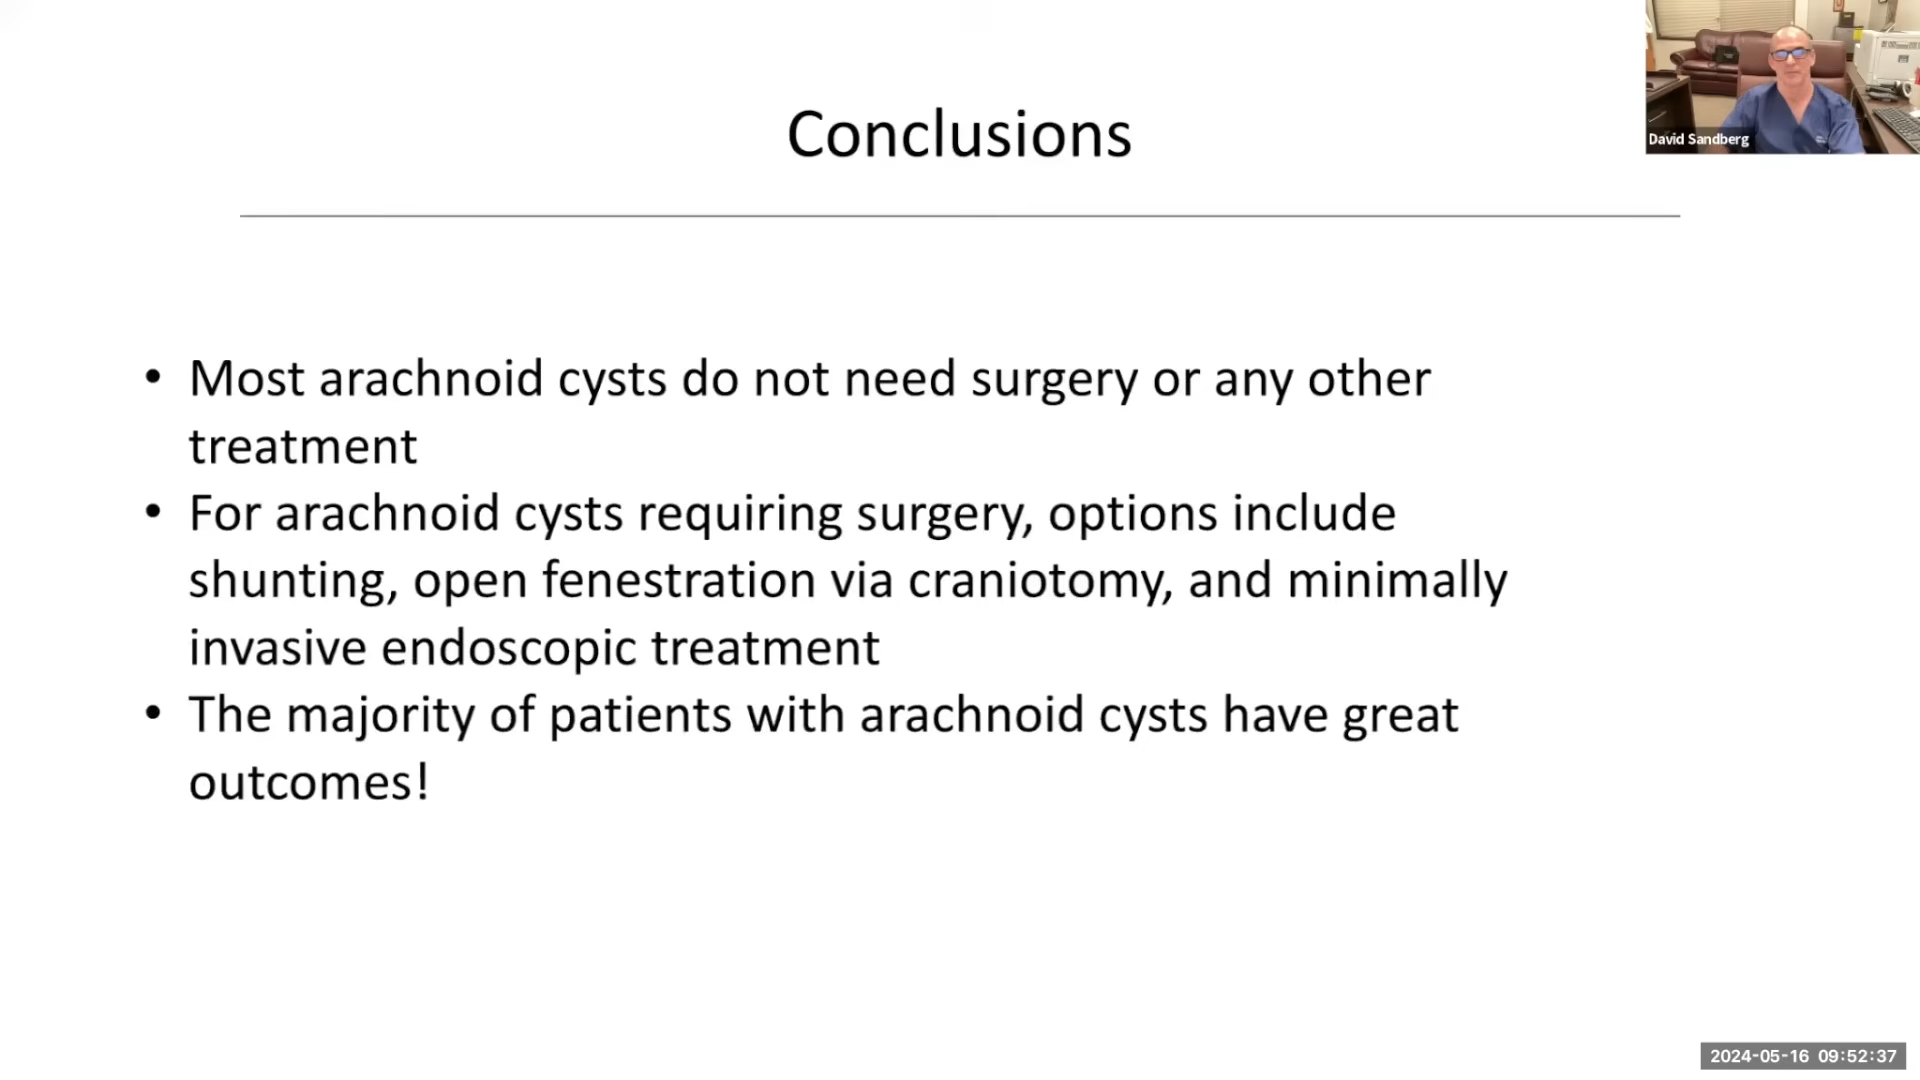 Conclusions
David Sandberg
• Most arachnoid cysts do not need surgery or any other
treatment
• For arachnoid cysts requiring surgery, options include
shunting, open fenestration via craniotomy, and minimally
invasive endoscopic treatment
• The majority of patients with arachnoid cysts have great
outcomes!
2024-05-16 09:52:37